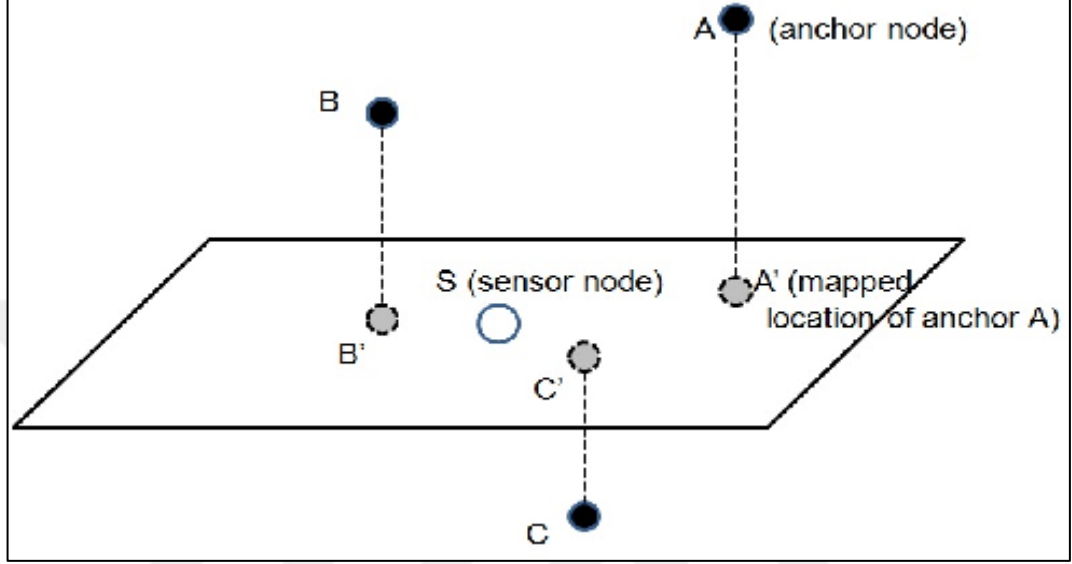 A (anchor node)
B
S (sensor node)
A' (mapped
location of anchor A)
B'
C'
C